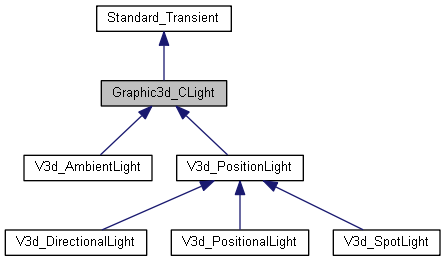 Standard_Transient
Graphic3d_CLight
V3d_AmbientLight
V3d_PositionLight
V3d_DirectionalLight
V3d_PositionalLight
V3d_SpotLight